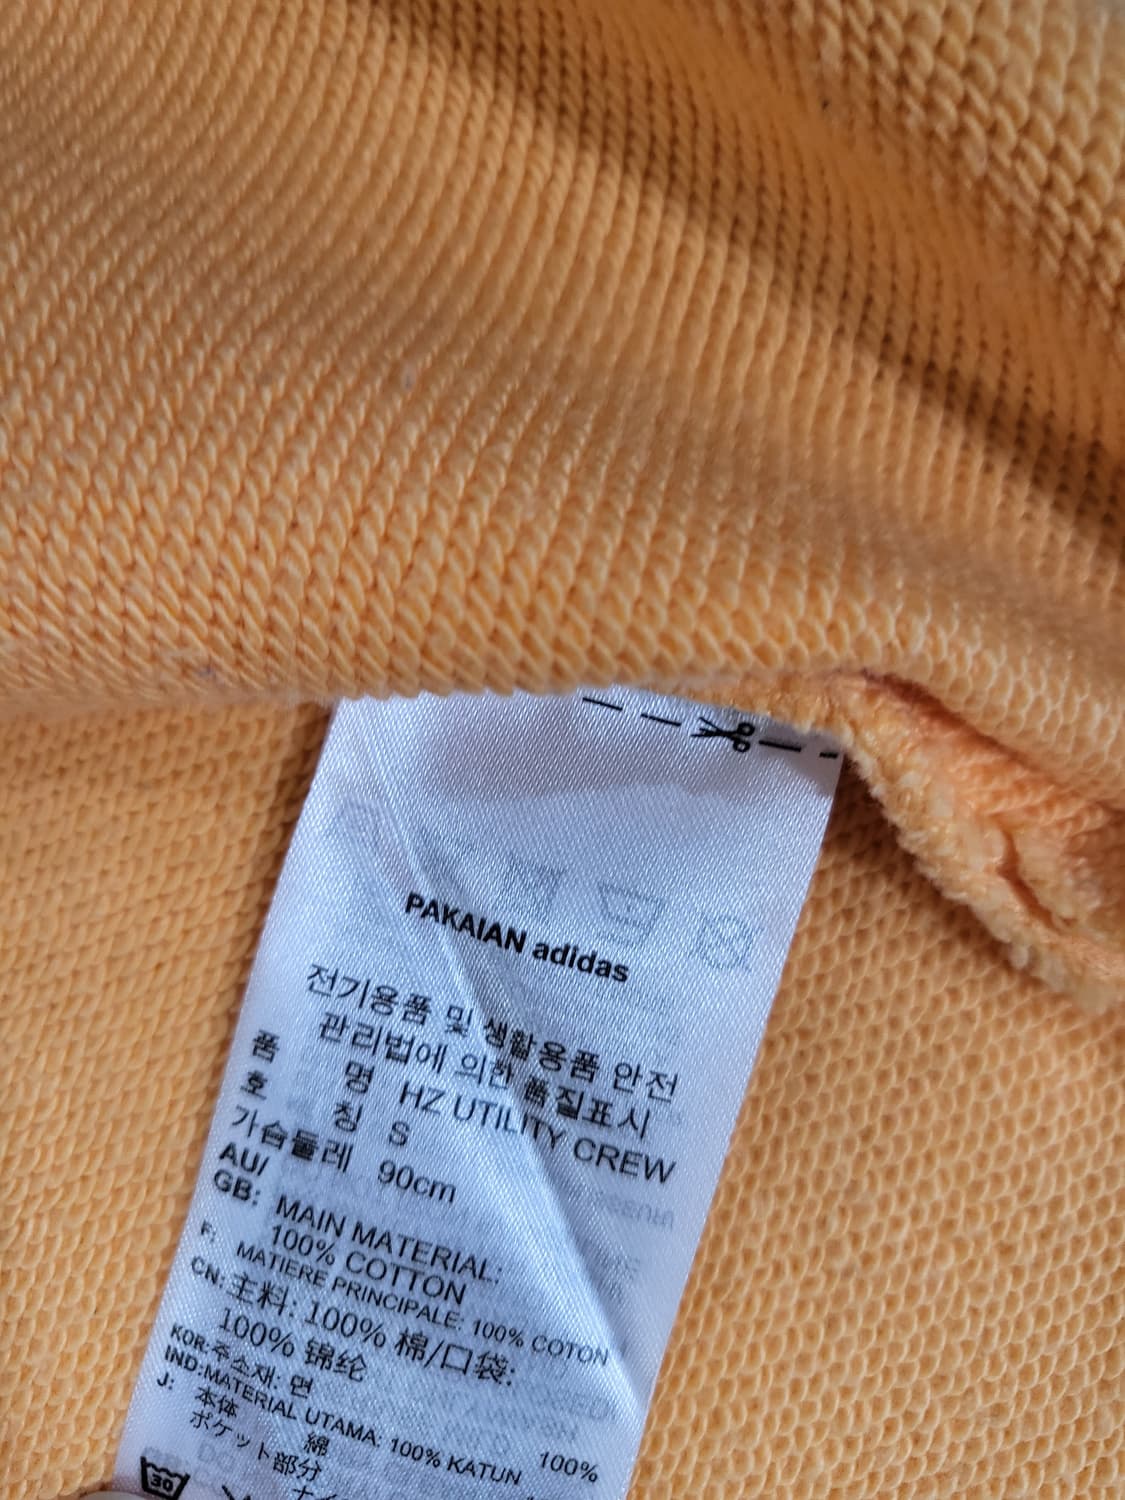 PAKAIAN adidas
전기용품 및 생활용품 안전
관리법에 의한 품질표시
품 명 HZ UTILITY CREW
호 칭 S
가슴둘레 90cm
AU/
GB: MAIN MATERIAL:
100% COTTON
F: MATIERE PRINCIPALE: 100% COTON
CN: 主料: 100% 棉/口袋:
100% 锦纶
KOR: 주소재: 면
IND: MATERIAL UTAMA: 100% KATUN 100%
J: 本体 綿
ポケット部分
30